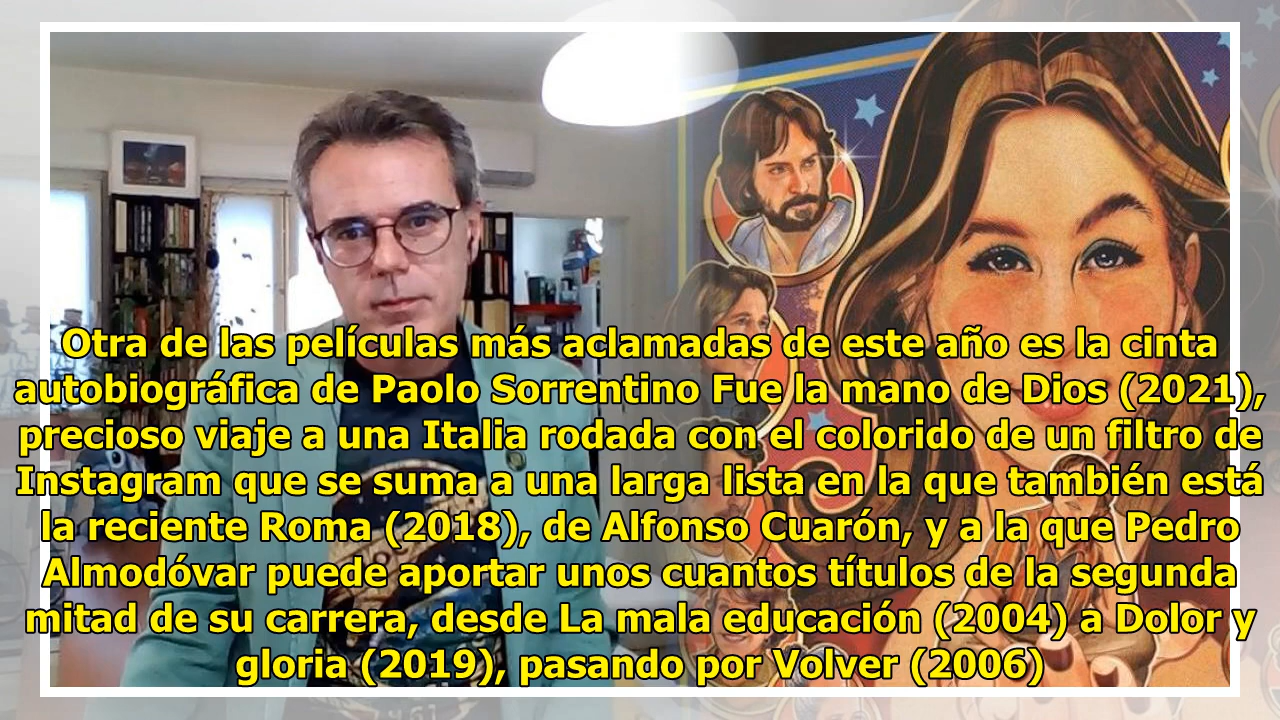 Otra de las películas más aclamadas de este año es la cinta
autobiográfica de Paolo Sorrentino Fue la mano de Dios (2021),
precioso viaje a una Italia rodada con el colorido de un filtro de
Instagram que se suma a una larga lista en la que también está
la reciente Roma (2018), de Alfonso Cuarón, y a la que Pedro
Almodóvar puede aportar unos cuantos títulos de la segunda
mitad de su carrera, desde La mala educación (2004) a Dolor y
gloria (2019), pasando por Volver (2006)